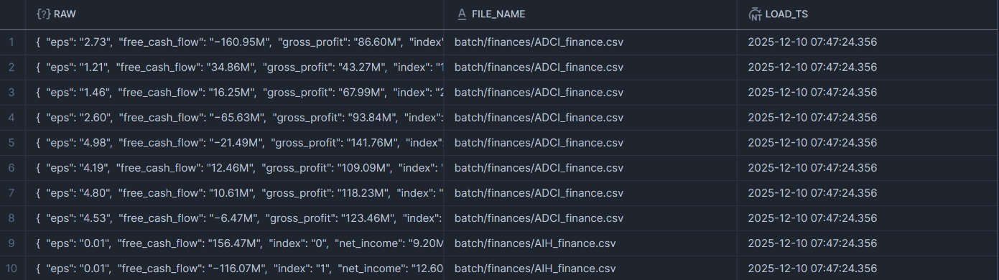 RAW FILE_NAME LOAD_TS
1 { "eps": "2.73", "free_cash_flow": "−160.95M", "gross_profit": "86.60M", "index" batch/finances/ADCI_finance.csv 2025-12-10 07:47:24.356
2 { "eps": "1.21", "free_cash_flow": "34.86M", "gross_profit": "43.27M", "index": "1 batch/finances/ADCI_finance.csv 2025-12-10 07:47:24.356
3 { "eps": "1.46", "free_cash_flow": "16.25M", "gross_profit": "67.99M", "index": "2 batch/finances/ADCI_finance.csv 2025-12-10 07:47:24.356
4 { "eps": "2.60", "free_cash_flow": "−65.63M", "gross_profit": "93.84M", "index": batch/finances/ADCI_finance.csv 2025-12-10 07:47:24.356
5 { "eps": "4.98", "free_cash_flow": "−21.49M", "gross_profit": "141.76M", "index" batch/finances/ADCI_finance.csv 2025-12-10 07:47:24.356
6 { "eps": "4.19", "free_cash_flow": "12.46M", "gross_profit": "109.09M", "index": " batch/finances/ADCI_finance.csv 2025-12-10 07:47:24.356
7 { "eps": "4.80", "free_cash_flow": "10.61M", "gross_profit": "118.23M", "index": " batch/finances/ADCI_finance.csv 2025-12-10 07:47:24.356
8 { "eps": "4.53", "free_cash_flow": "−6.47M", "gross_profit": "123.46M", "index": batch/finances/ADCI_finance.csv 2025-12-10 07:47:24.356
9 { "eps": "0.01", "free_cash_flow": "156.47M", "index": "0", "net_income": "9.20M batch/finances/AIH_finance.csv 2025-12-10 07:47:24.356
10 { "eps": "0.01", "free_cash_flow": "−116.07M", "index": "1", "net_income": "12.60 batch/finances/AIH_finance.csv 2025-12-10 07:47:24.356